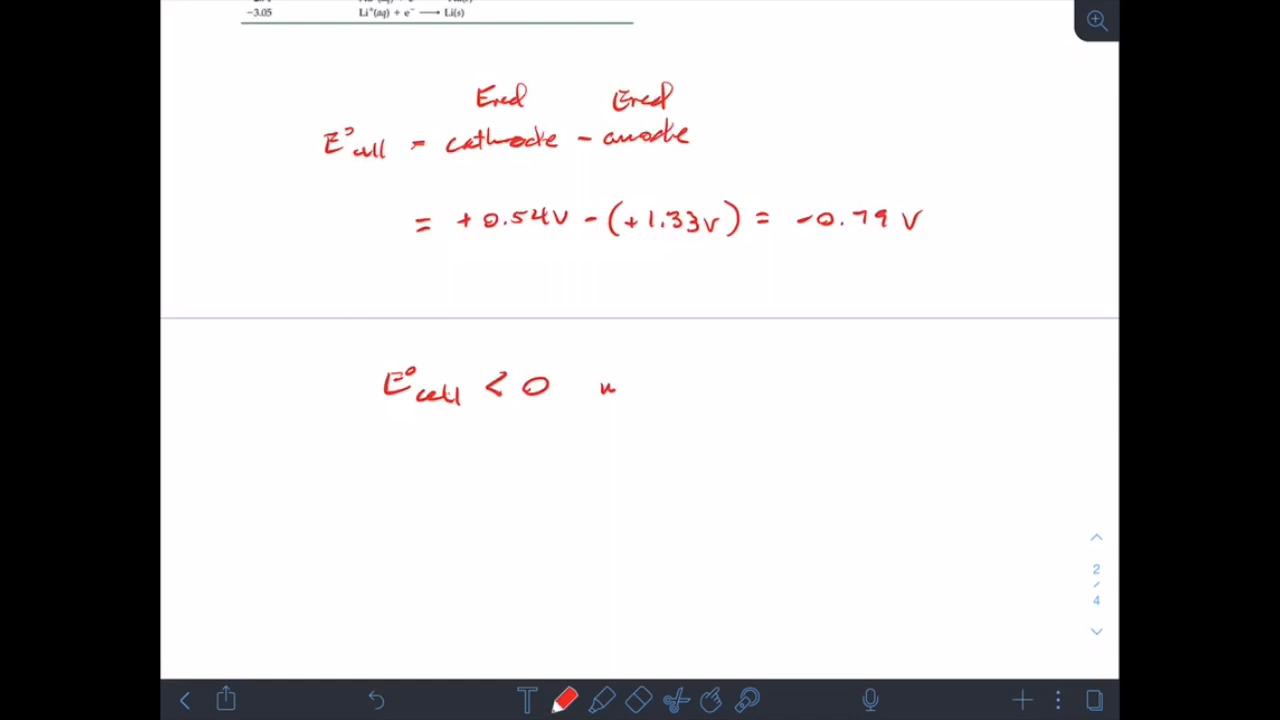 −3.05 Li⁺(aq) + e⁻ ⟶ Li(s)
Ered Ered
E°cell = cathode - anode
= +0.54V - (+1.33V) = -0.79 V
E°cell < 0 n
2
4
T